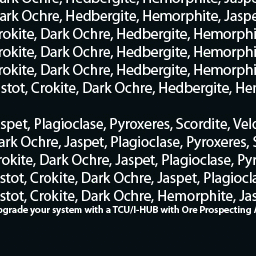 ark Ochre, Hedbergite, Hemorphite, Jaspe
rokite, Dark Ochre, Hedbergite, Hemorphi
rokite, Dark Ochre, Hedbergite, Hemorphi
rokite, Dark Ochre, Hedbergite, Hemorphi
stot, Crokite, Dark Ochre, Hedbergite, Her
spet, Plagioclase, Pyroxeres, Scordite, Velo
ark Ochre, Jaspet, Plagioclase, Pyroxeres, S
rokite, Dark Ochre, Jaspet, Plagioclase, Pyr
stot, Crokite, Dark Ochre, Jaspet, Plagiocla
stot, Crokite, Dark Ochre, Hemorphite, Jas
pgrade your system with a TCU/I-HUB with Ore Prospecting A